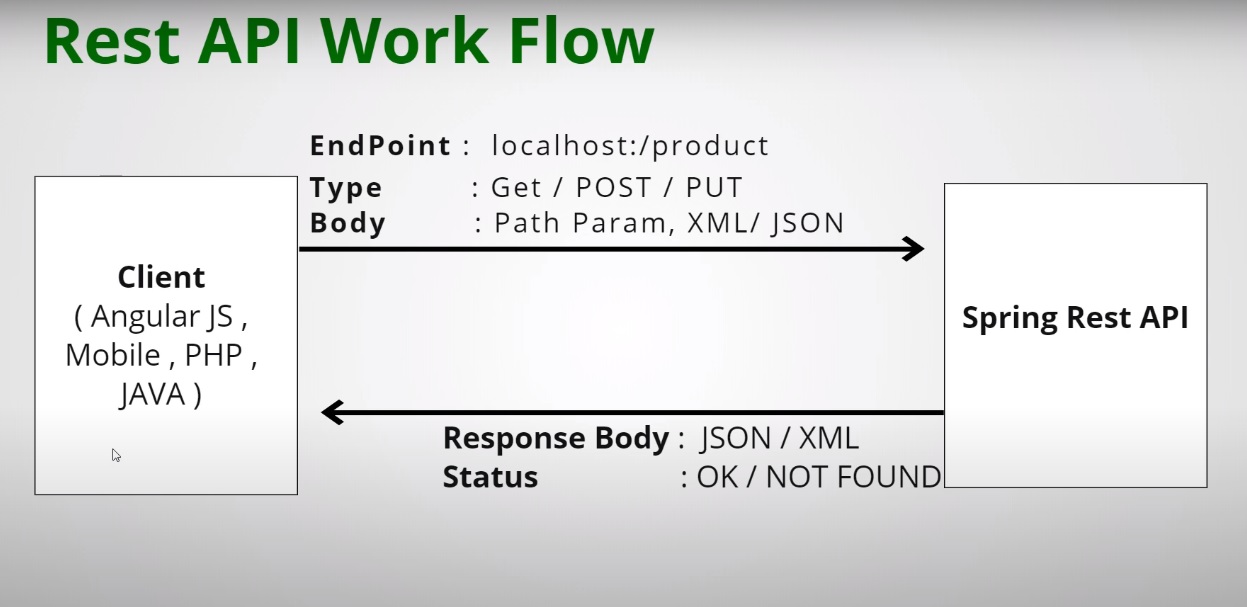 Rest API Work Flow
EndPoint : localhost:/product
Type : Get / POST / PUT
Body : Path Param, XML/ JSON
Client
( Angular JS ,
Mobile , PHP ,
JAVA )
Spring Rest API
Response Body : JSON / XML
Status : OK / NOT FOUND